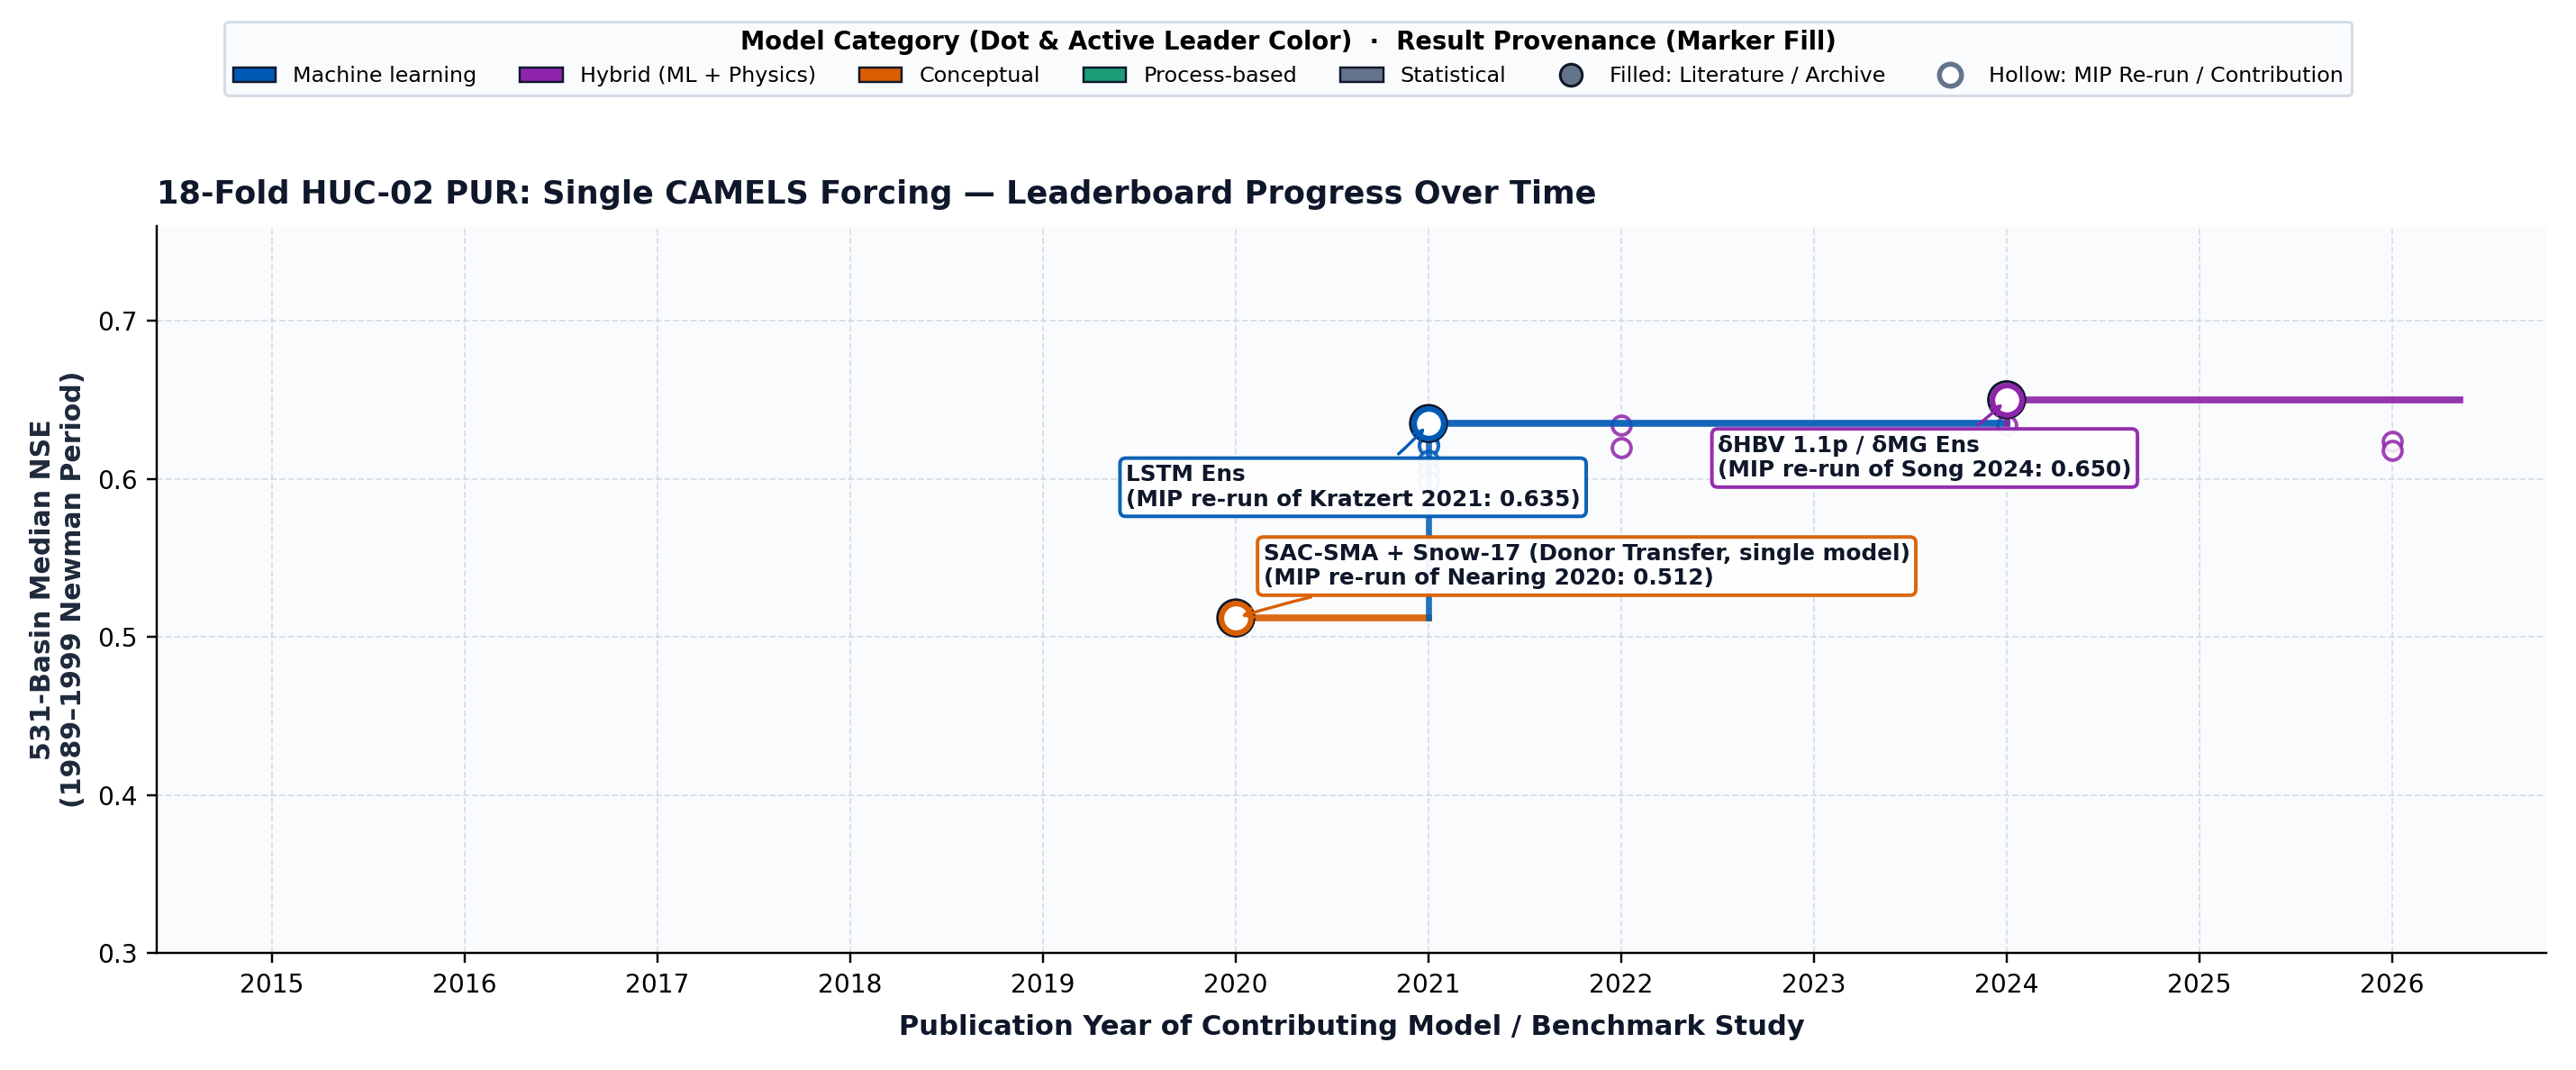 Model Category (Dot & Active Leader Color)  ·  Result Provenance (Marker Fill)
Machine learning
Hybrid (ML + Physics)
Conceptual
Process-based
Statistical
Filled: Literature / Archive
Hollow: MIP Re-run / Contribution
18-Fold HUC-02 PUR: Single CAMELS Forcing — Leaderboard Progress Over Time
531-Basin Median NSE
(1989–1999 Newman Period)
0.7
0.6
0.5
0.4
0.3
LSTM Ens
(MIP re-run of Kratzert 2021: 0.635)
δHBV 1.1p / δMG Ens
(MIP re-run of Song 2024: 0.650)
SAC-SMA + Snow-17 (Donor Transfer, single model)
(MIP re-run of Nearing 2020: 0.512)
2015
2016
2017
2018
2019
2020
2021
2022
2023
2024
2025
2026
Publication Year of Contributing Model / Benchmark Study